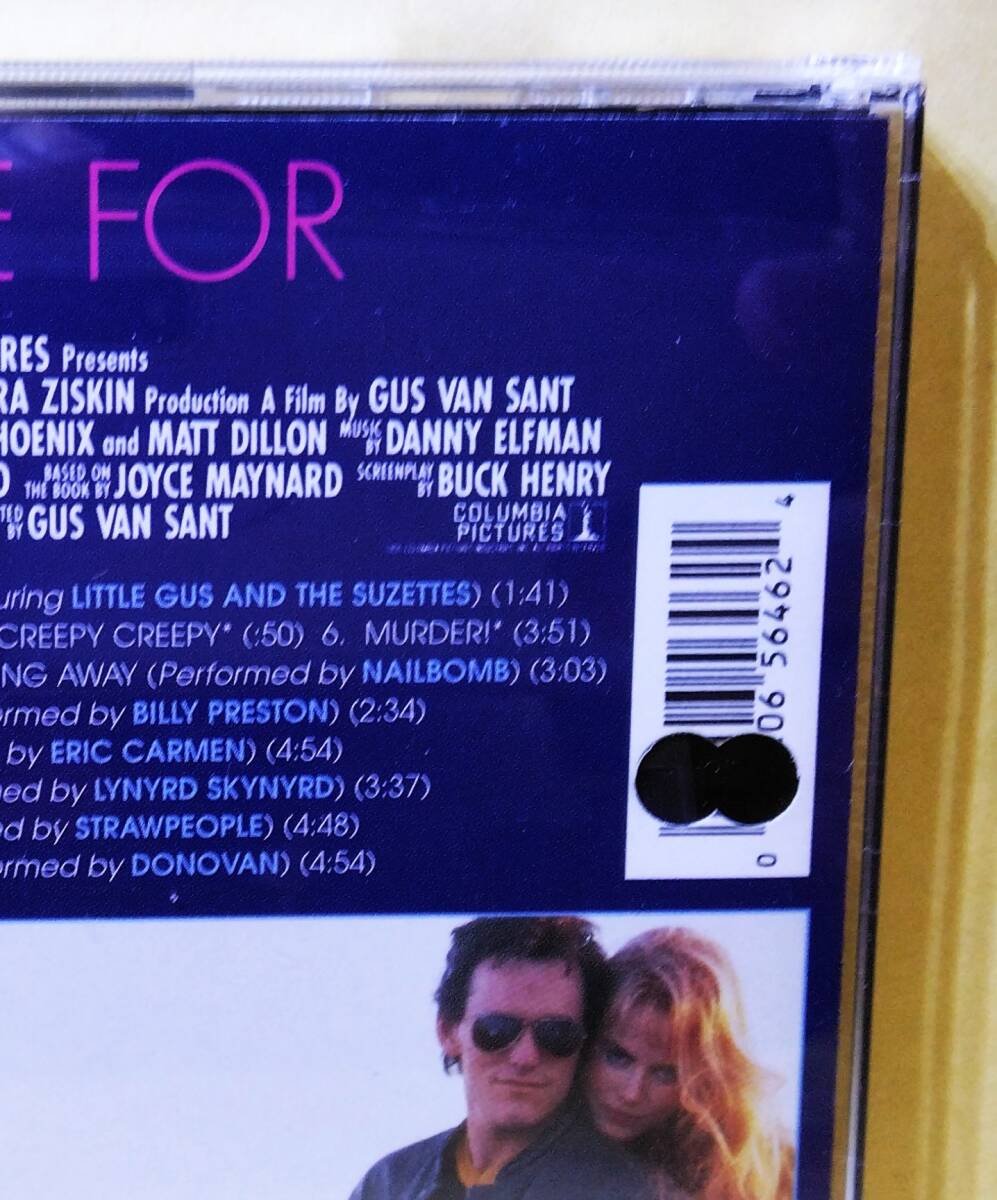 E FOR
RES Presents
RA ZISKIN Production A Film By GUS VAN SANT
HOENIX and MATT DILLON MUSIC BY DANNY ELFMAN
D BASED ON THE BOOK BY JOYCE MAYNARD SCREENPLAY BY BUCK HENRY
TED BY GUS VAN SANT
COLUMBIA
PICTURES
uring LITTLE GUS AND THE SUZETTES) (1:41)
CREEPY CREEPY* (:50) 6. MURDER!* (3:51)
NG AWAY (Performed by NAILBOMB) (3:03)
ormed by BILLY PRESTON) (2:34)
by ERIC CARMEN) (4:54)
ed by LYNYRD SKYNYRD) (3:37)
d by STRAWPEOPLE) (4:48)
ormed by DONOVAN) (4:54)
0 06 56462 4